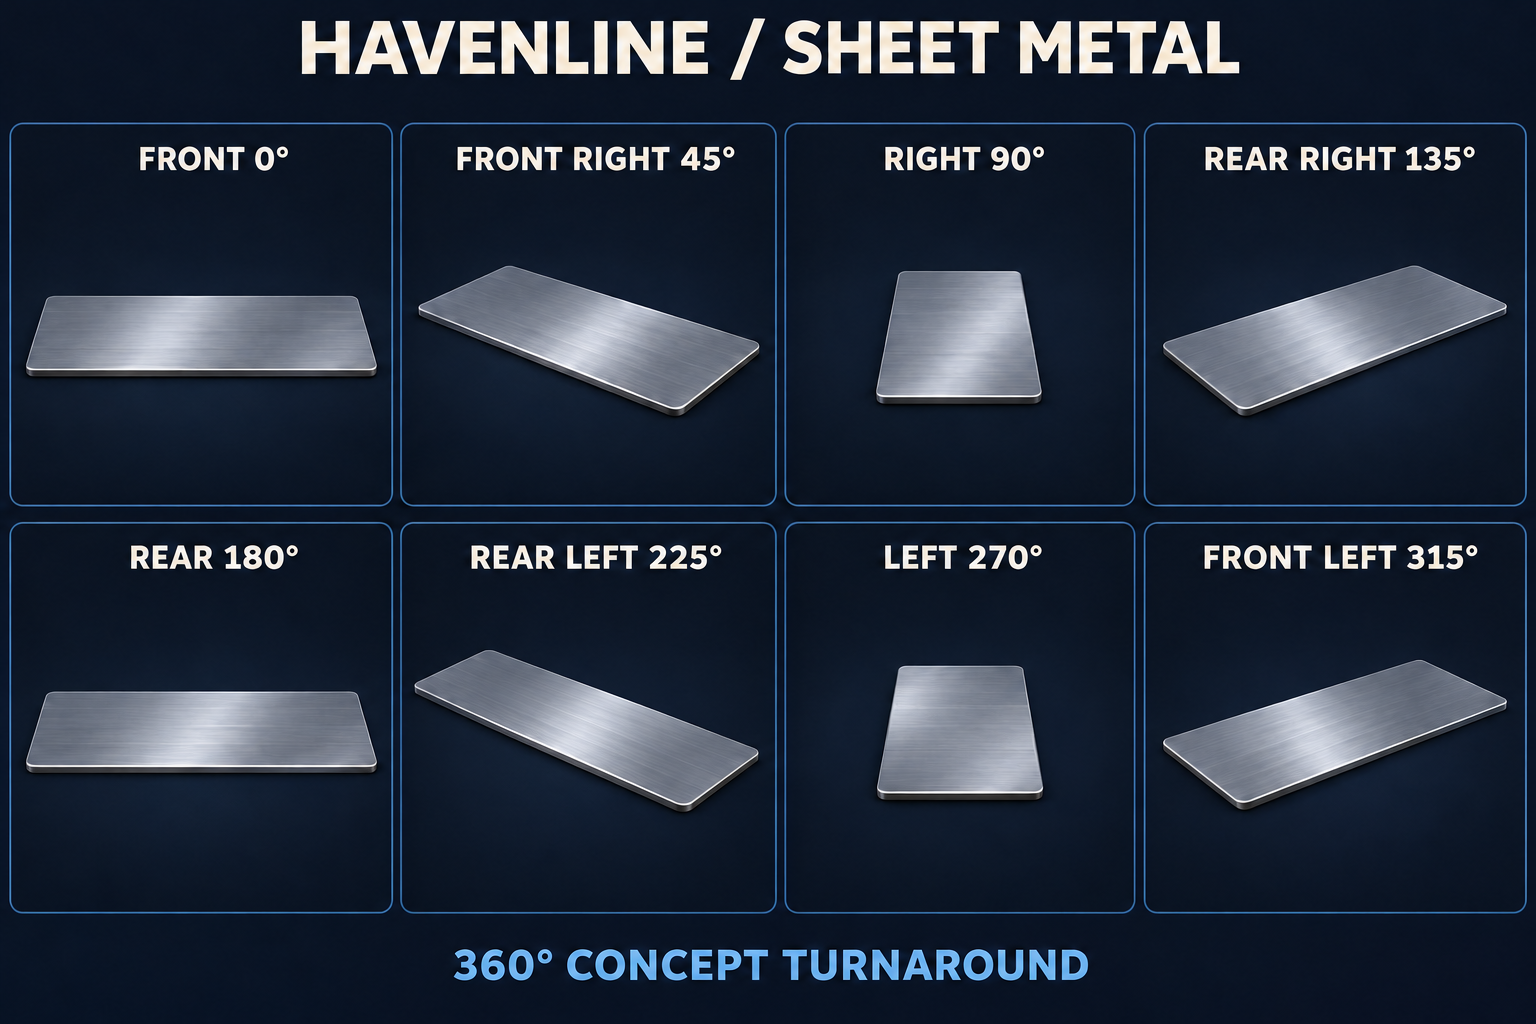 HAVENLINE / SHEET METAL
FRONT 0°
FRONT RIGHT 45°
RIGHT 90°
REAR RIGHT 135°
REAR 180°
REAR LEFT 225°
LEFT 270°
FRONT LEFT 315°
360° CONCEPT TURNAROUND